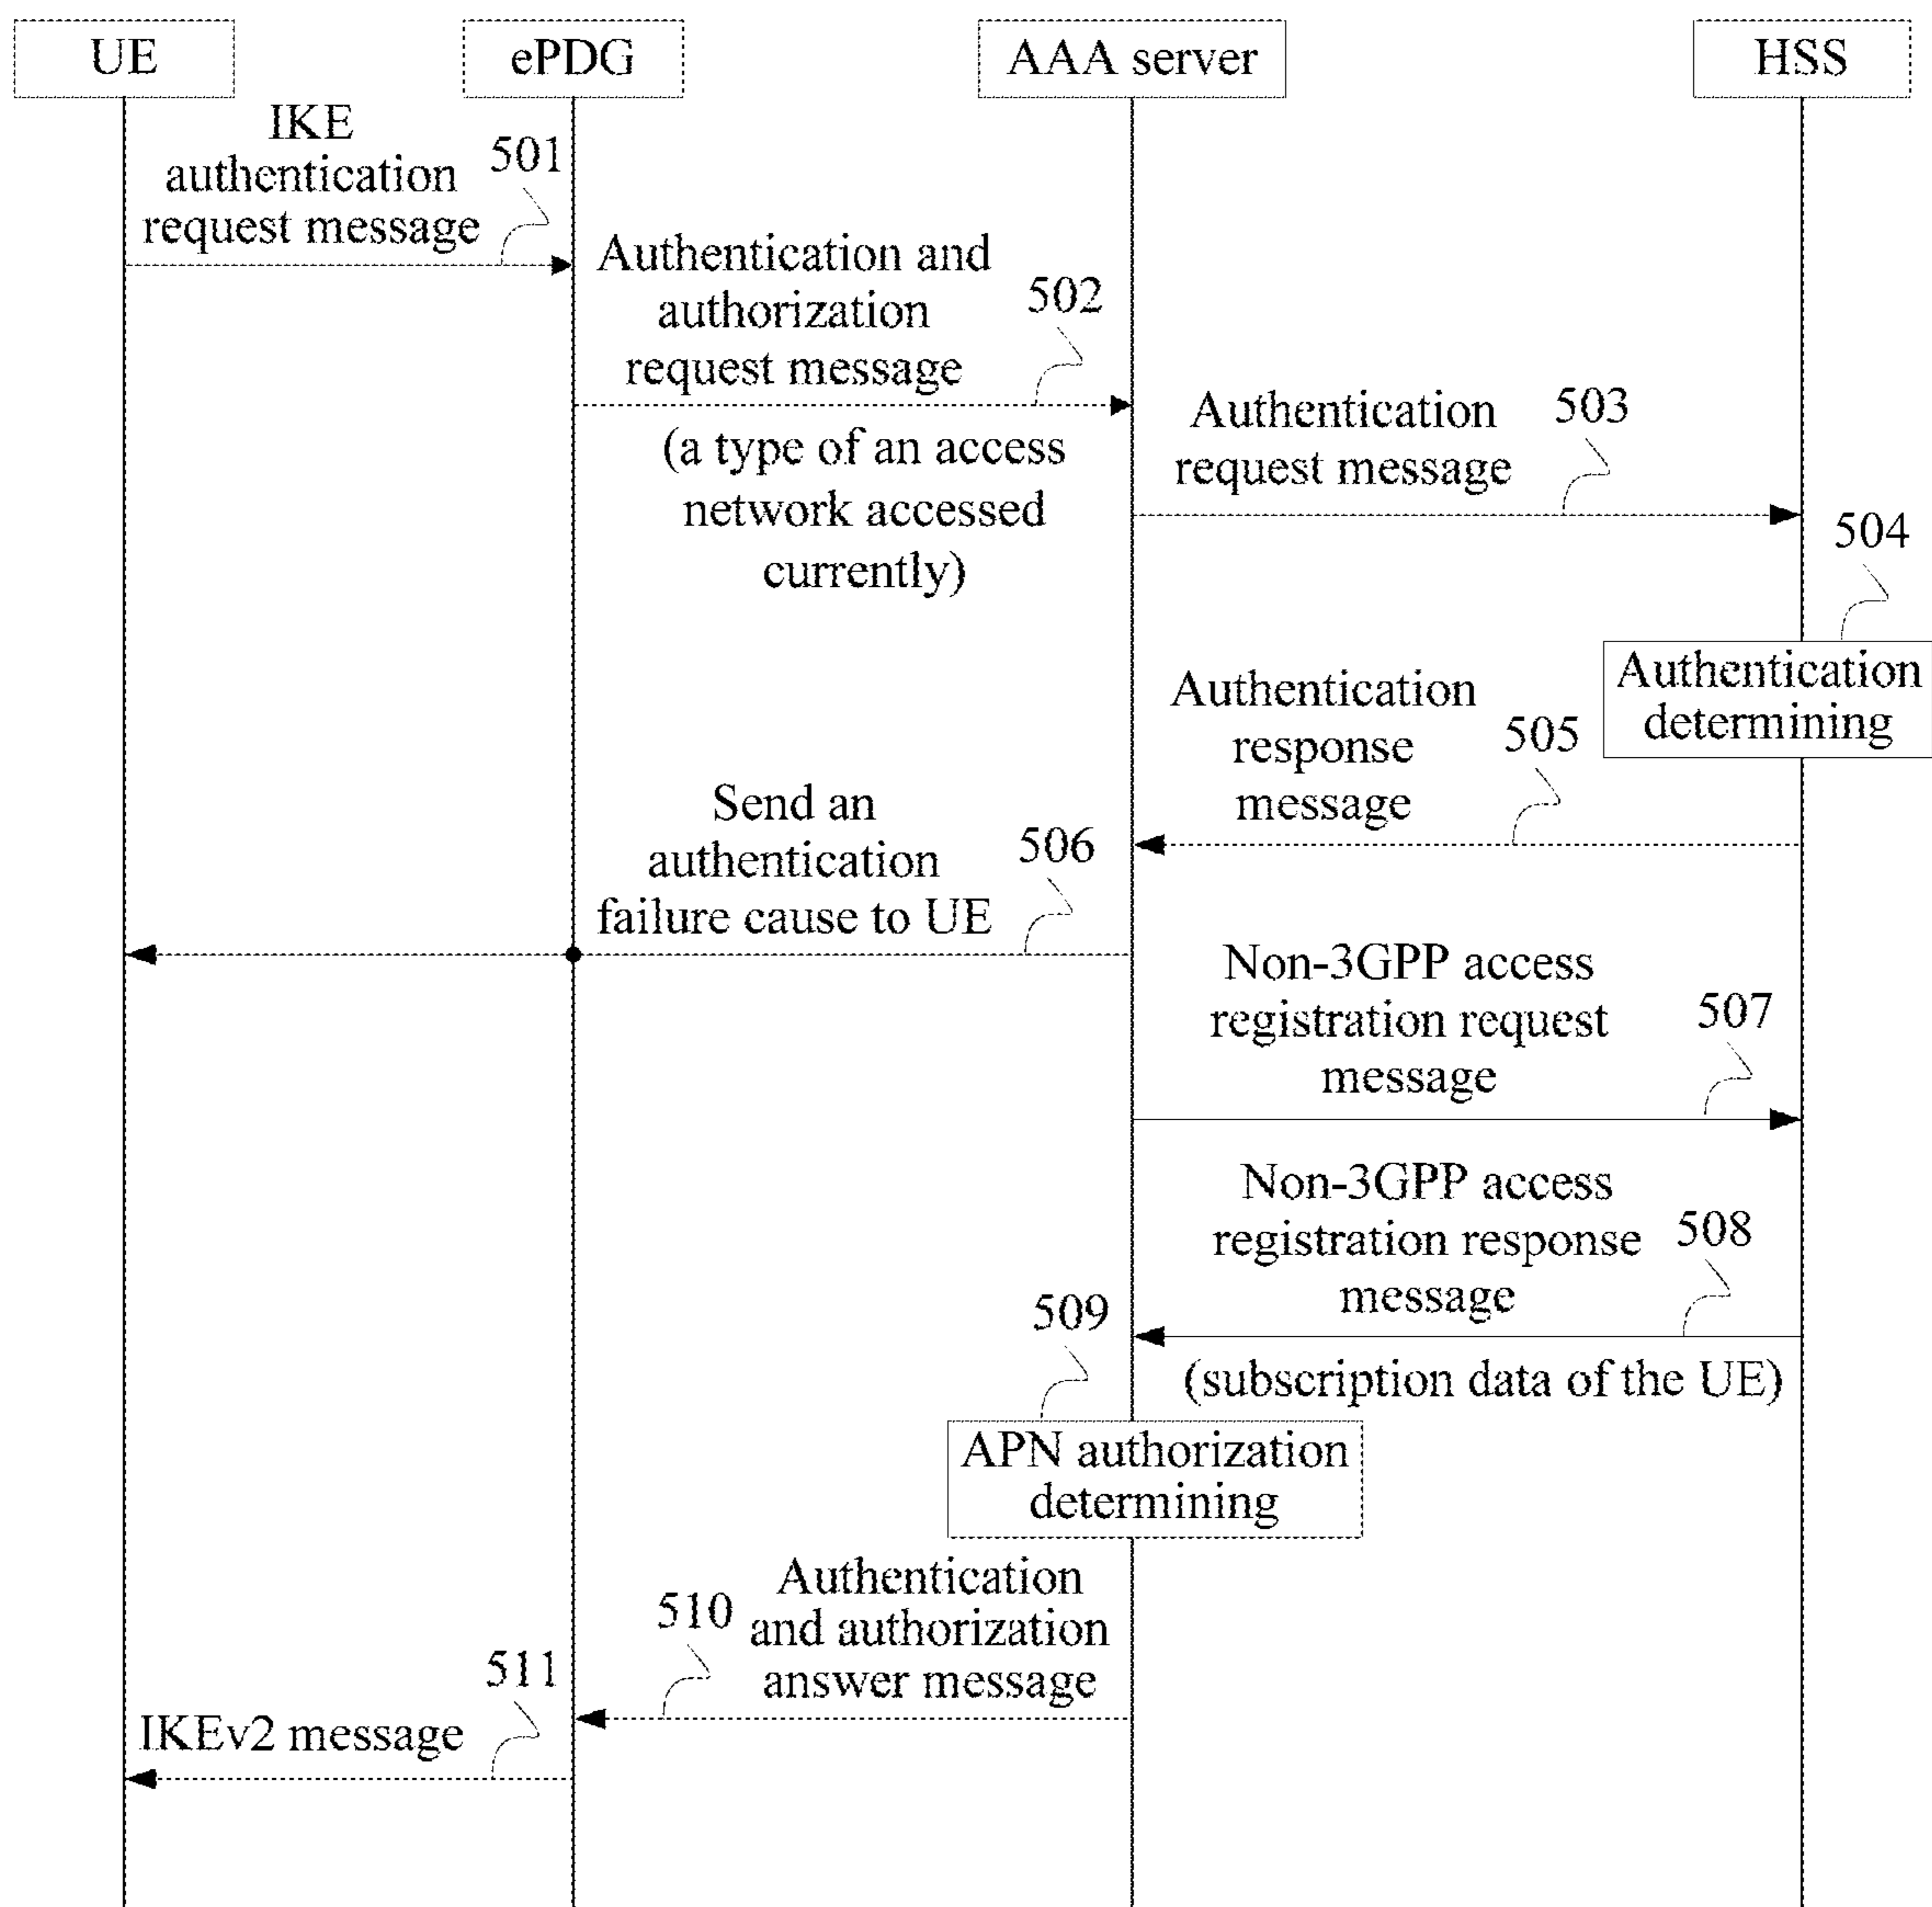 UE
ePDG
AAA server
HSS
IKE
authentication
request message
501
Authentication and
authorization
request message
502
(a type of an access
network accessed
currently)
Authentication
request message
503
504
Authentication
determining
Authentication
response
message
505
Send an
authentication
failure cause to UE
506
Non-3GPP access
registration request
message
507
Non-3GPP access
registration response
message
508
(subscription data of the UE)
509
APN authorization
determining
Authentication
and authorization
answer message
510
511
IKEv2 message